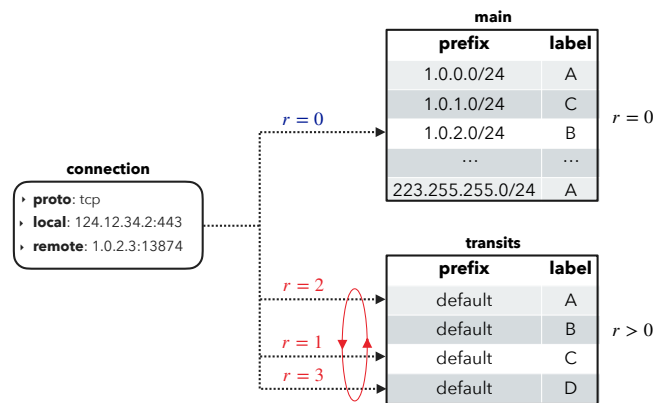 main
prefix label
1.0.0.0/24 A
1.0.1.0/24 C
r = 0
1.0.2.0/24 B
r = 0
... ...
223.255.255.0/24 A
connection
‣ proto: tcp
‣ local: 124.12.34.2:443
‣ remote: 1.0.2.3:13874
transits
prefix label
r = 2
default A
default B
r > 0
r = 1
default C
r = 3
default D